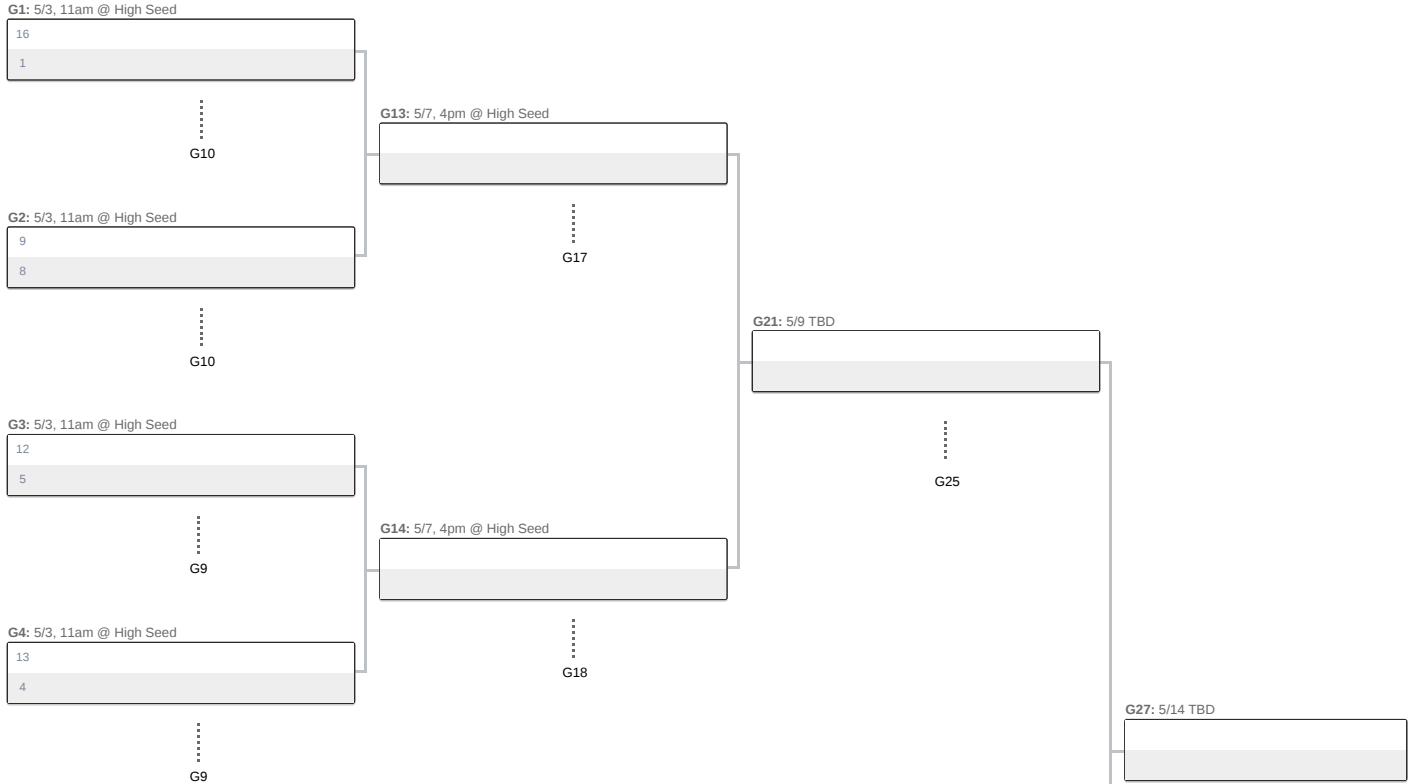 G1: 5/3, 11am @ High Seed
16
1
G10
G2: 5/3, 11am @ High Seed
9
8
G10
G3: 5/3, 11am @ High Seed
12
5
G9
G4: 5/3, 11am @ High Seed
13
4
G9
G13: 5/7, 4pm @ High Seed
G17
G14: 5/7, 4pm @ High Seed
G18
G21: 5/9 TBD
G25
G27: 5/14 TBD